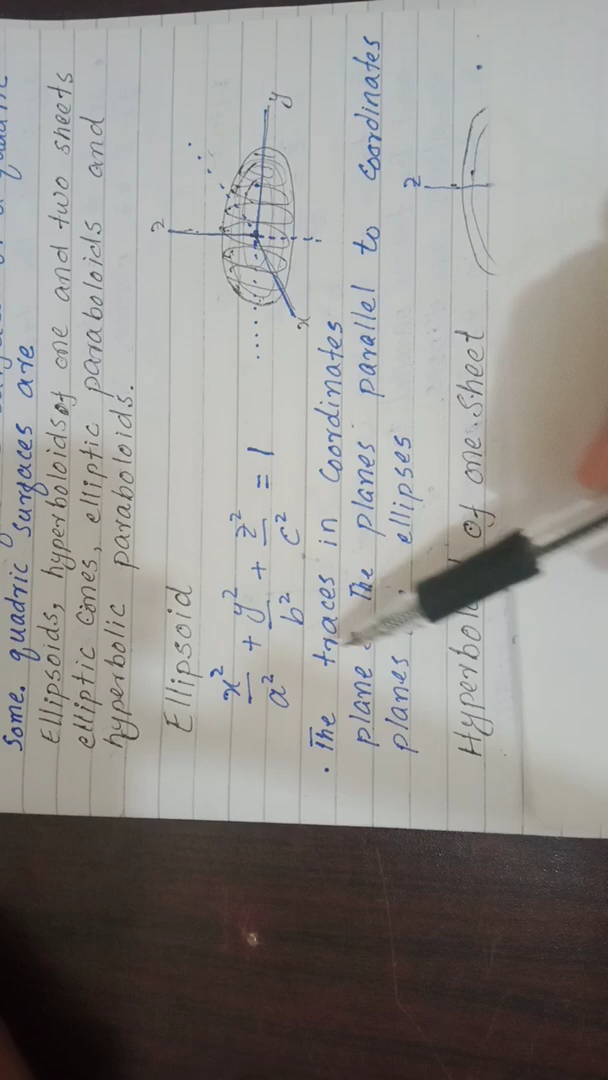 Some quadric surfaces are
Ellipsoids, hyperboloids of one and two sheets
elliptic Cones, elliptic paraboloids and
hyperbolic paraboloids.
Ellipsoid
z
y
x
x²/a² + y²/b² + z²/c² = 1
• The traces in Coordinates
plane The planes parallel to coordinates
planes ellipses
z
of one sheet